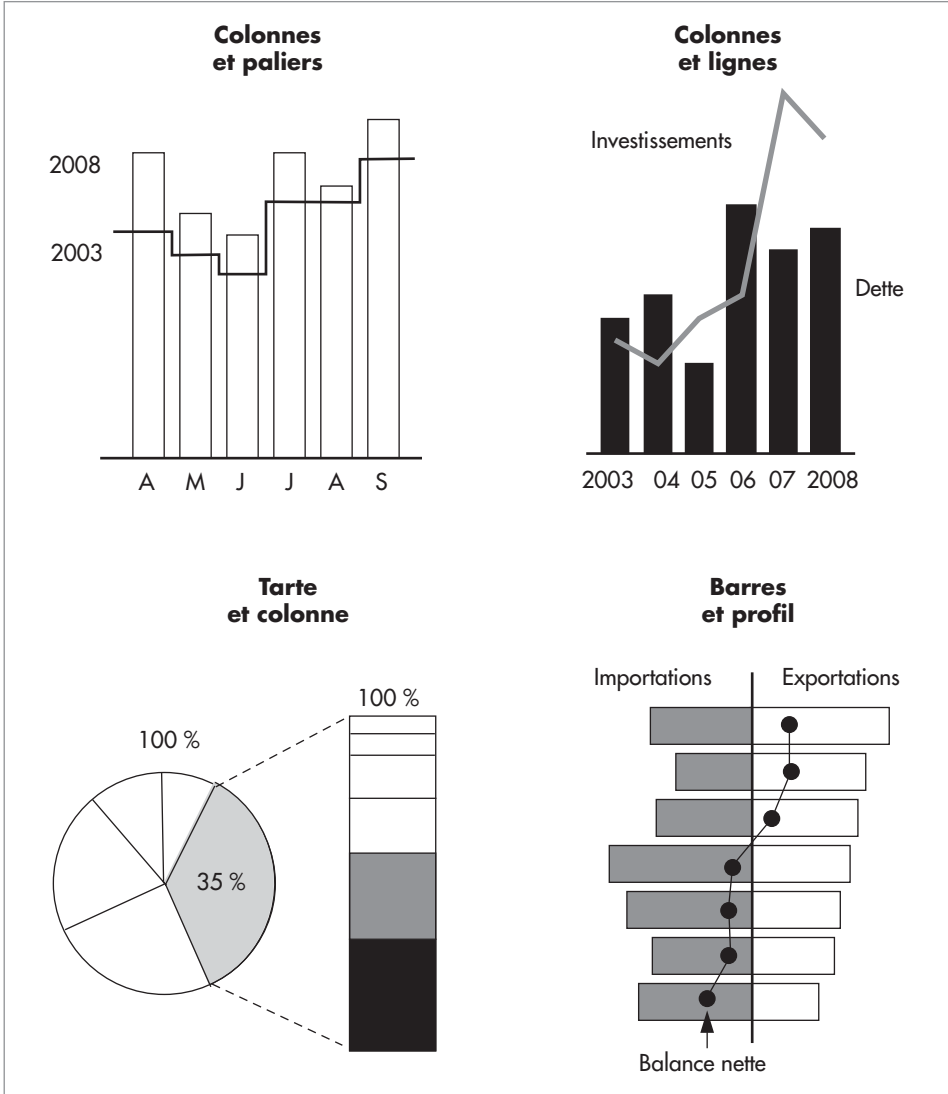 Colonnes
et paliers
2008
2003
A M J J A S
Colonnes
et lignes
Investissements
Dette
2003 04 05 06 07 2008
Tarte
et colonne
100 %
100 %
35 %
Barres
et profil
Importations Exportations
Balance nette